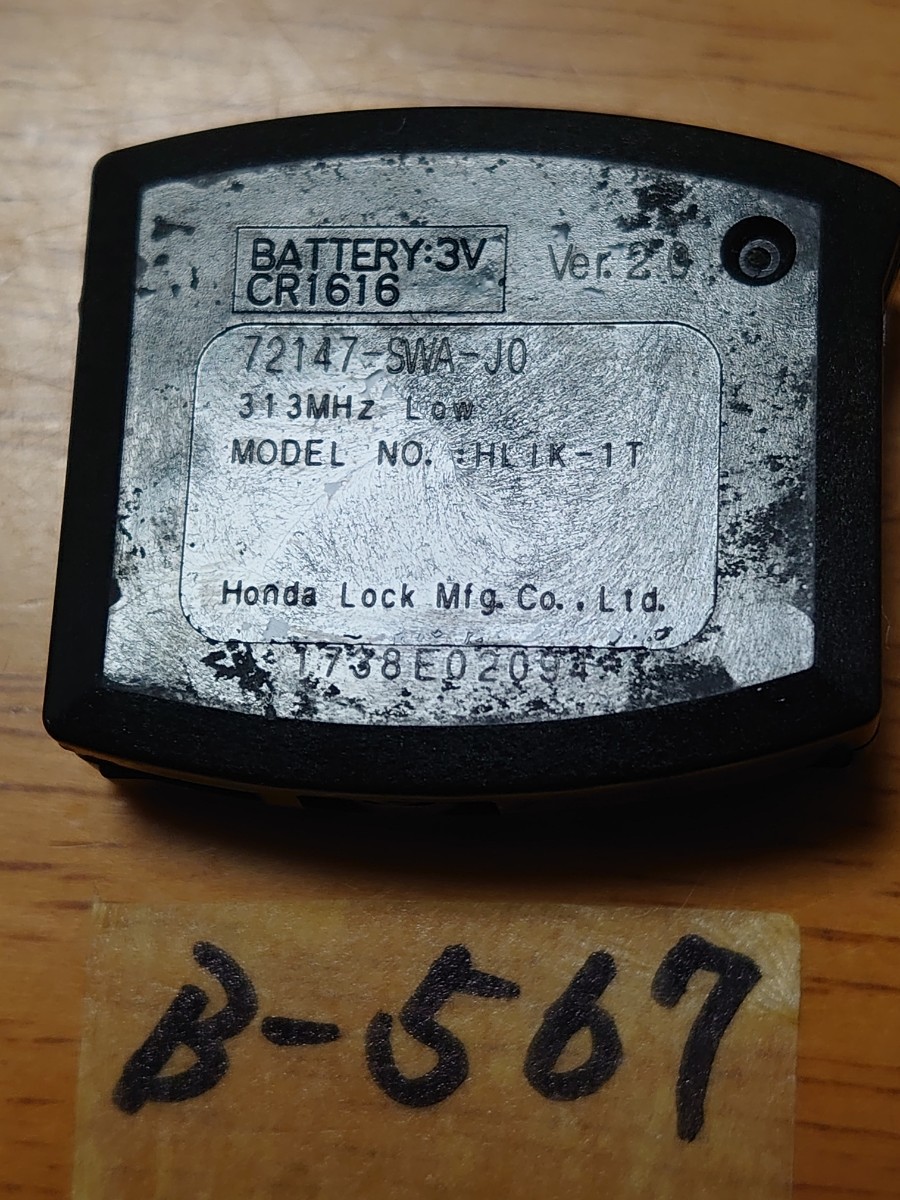 BATTERY:3V
CR1616
Ver.2.0
72147-SWA-J0
313MHz Low
MODEL NO. :HLIK-1T
Honda Lock Mfg. Co., Ltd.
B-567